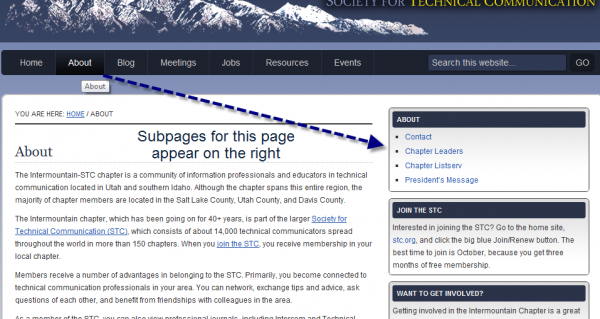 SOCIETY FOR TECHNICAL COMMUNICATION
Home About Blog Meetings Jobs Resources Events Search this website... GO
About
YOU ARE HERE: HOME / ABOUT
Subpages for this page
appear on the right
About
The Intermountain-STC chapter is a community of information professionals and educators in technical
communication located in Utah and southern Idaho. Although the chapter spans this entire region, the
majority of chapter members are located in the Salt Lake County, Utah County, and Davis County.
The Intermountain chapter, which has been going on for 40+ years, is part of the larger Society for
Technical Communication (STC), which consists of about 14,000 technical communicators spread
throughout the world in more than 150 chapters. When you join the STC, you receive membership in your
local chapter.
Members receive a number of advantages in belonging to the STC. Primarily, you become connected to
technical communication professionals in your area. You can network, exchange tips and advice, ask
questions of each other, and benefit from friendships with colleagues in the area.
As a member of the STC, you can also view professional journals, including Intercom and Technical
ABOUT
Contact
Chapter Leaders
Chapter Listserv
President's Message
JOIN THE STC
Interested in joining the STC? Go to the home site,
stc.org, and click the big blue Join/Renew button. The
best time to join is October, because you get three
months of free membership.
WANT TO GET INVOLVED?
Getting involved in the Intermountain Chapter is a great